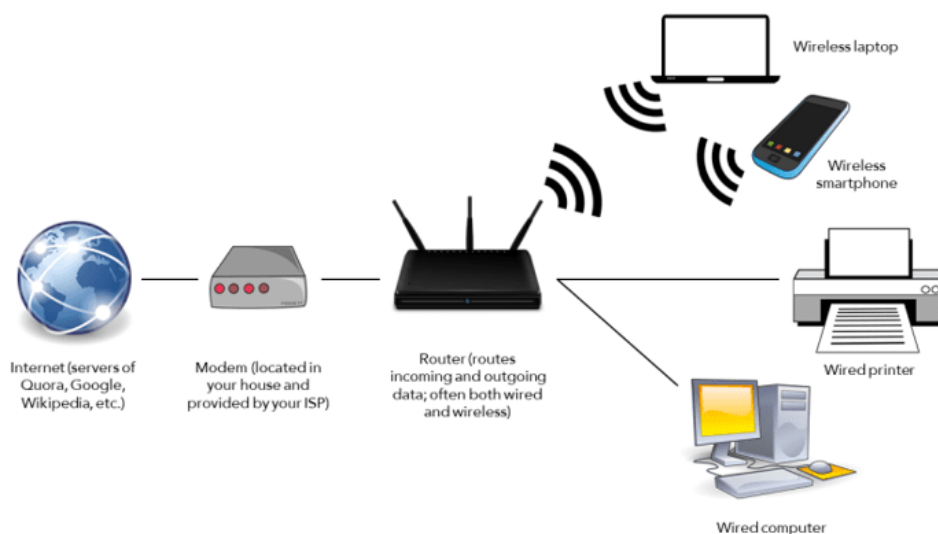 Wireless laptop
Wireless
smartphone
Internet (servers of
Quora, Google,
Wikipedia, etc.)
Modem (located in
your house and
provided by your ISP)
Router (routes
incoming and outgoing
data; often both wired
and wireless)
Wired printer
Wired computer